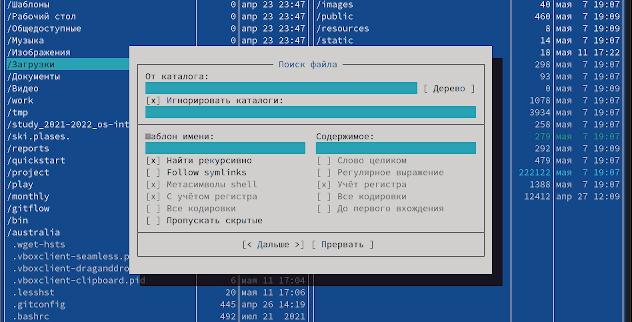 /Шаблоны 0 апр 23 23:47 /images 40 мая 7 19:07
/Рабочий стол 0 апр 23 23:47 /public 460 мая 7 19:09
/Общедоступные 0 апр 23 23:47 /resources 8 мая 7 19:09
/Музыка 0 апр 23 23:47 /static 14 мая 7 19:07
/Изображения 18 мая 11 17:22
/Загрузки 298 мая 7 19:07
/Документы 93 мая 7 19:07
/Видео 0 мая 7 19:09
/work 1078 мая 7 19:07
/tmp 3934 мая 7 19:07
/study_2021-2022_os-int 258 мая 7 19:07
/ski.plases. 279 мая 7 19:07
/reports 292 мая 7 19:09
/quickstart 479 мая 7 19:07
/project 222122 мая 7 19:07
/play 1388 мая 7 19:07
/monthly 12412 апр 27 12:09
/gitflow
/bin
/australia
.wget-hsts
.vboxclient-seamless.p
.vboxclient-draganddro
.vboxclient-clipboard.pid 6 мая 11 17:04
.lesshst 20 мая 11 17:06
.gitconfig 445 апр 26 14:19
.bashrc 492 июл 21 2021
Поиск файла
От каталога:
[ Дерево ]
[x] Игнорировать каталоги:
Шаблон имени: Содержимое:
[x] Найти рекурсивно [ ] Слово целиком
[ ] Follow symlinks [ ] Регулярное выражение
[x] Метасимволы shell [x] Учёт регистра
[x] С учётом регистра [ ] Все кодировки
[ ] Все кодировки [ ] До первого вхождения
[ ] Пропускать скрытые
[< Дальше >] [ Прервать ]